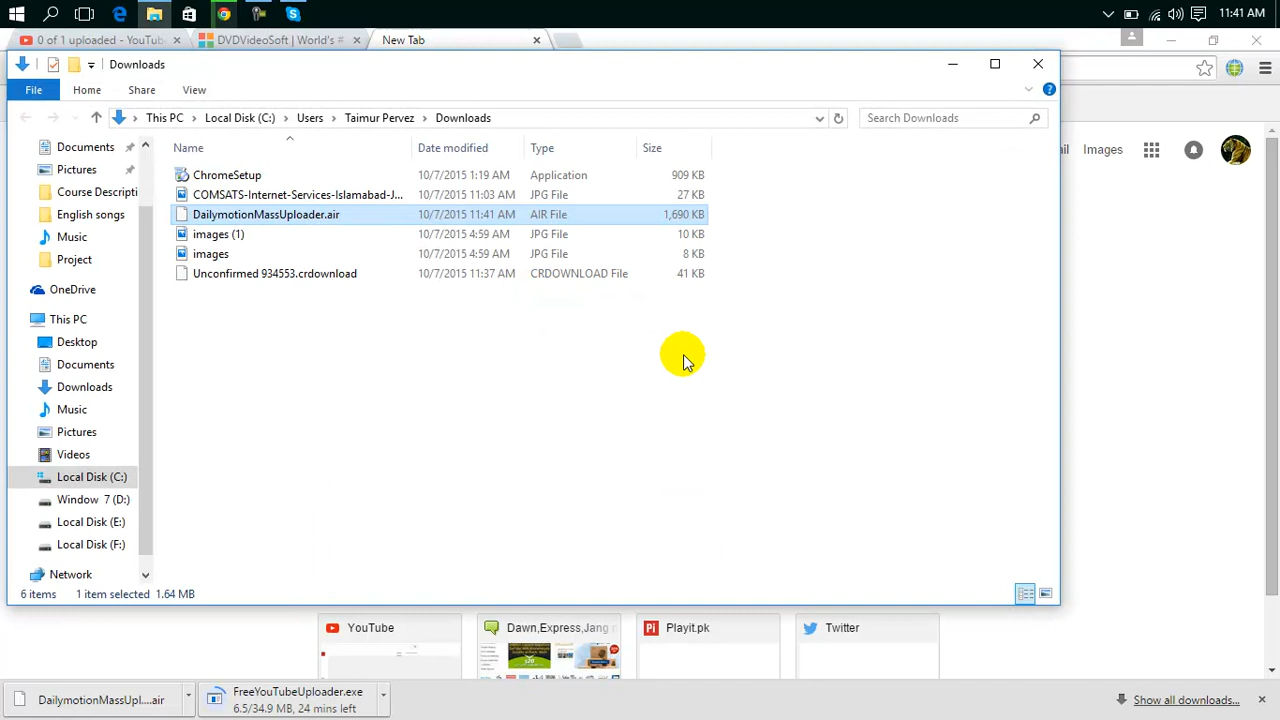 11:41 AM
0 of 1 uploaded - YouTub
DVDVideoSoft | World's #
New Tab
Downloads
File
Home
Share
View
This PC
Local Disk (C:)
Users
Taimur Pervez
Downloads
Search Downloads
Name
Date modified
Type
Size
Documents
Pictures
Course Descripti
English songs
Music
Project
OneDrive
This PC
Desktop
Documents
Downloads
Music
Pictures
Videos
Local Disk (C:)
Window 7 (D:)
Local Disk (E:)
Local Disk (F:)
Network
ChromeSetup 10/7/2015 1:19 AM Application 909 KB
COMSATS-Internet-Services-Islamabad-J... 10/7/2015 11:03 AM JPG File 27 KB
DailymotionMassUploader.air 10/7/2015 11:41 AM AIR File 1,690 KB
images (1) 10/7/2015 4:59 AM JPG File 10 KB
images 10/7/2015 4:59 AM JPG File 8 KB
Unconfirmed 934553.crdownload 10/7/2015 11:37 AM CRDOWNLOAD File 41 KB
6 items 1 item selected 1.64 MB
ail Images
YouTube
Dawn,Express,Jang n
Playit.pk
Twitter
DailymotionMassUpl....air
FreeYouTubeUploader.exe
6.5/34.9 MB, 24 mins left
Show all downloads...